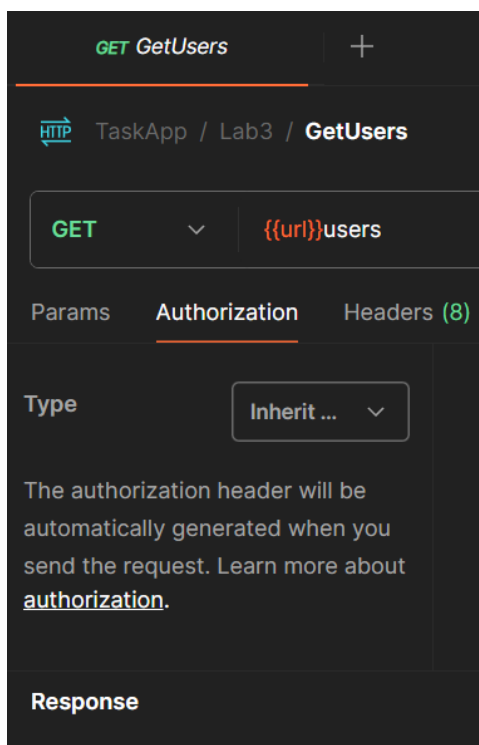 GET GetUsers
HTTP TaskApp / Lab3 / GetUsers
GET {{url}}users
Params Authorization Headers (8)
Type Inherit ...
The authorization header will be
automatically generated when you
send the request. Learn more about
authorization.
Response